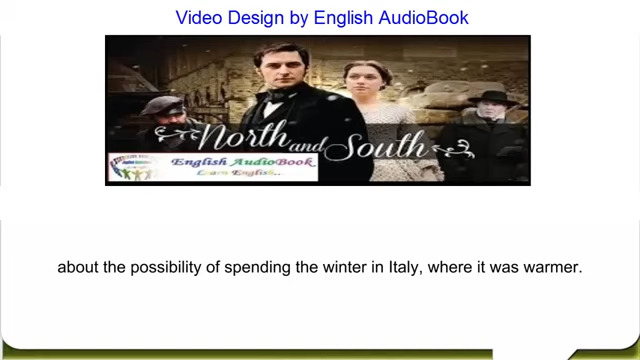 Video Design by English AudioBook
North and South
English AudioBook
Learn English...
about the possibility of spending the winter in Italy, where it was warmer.